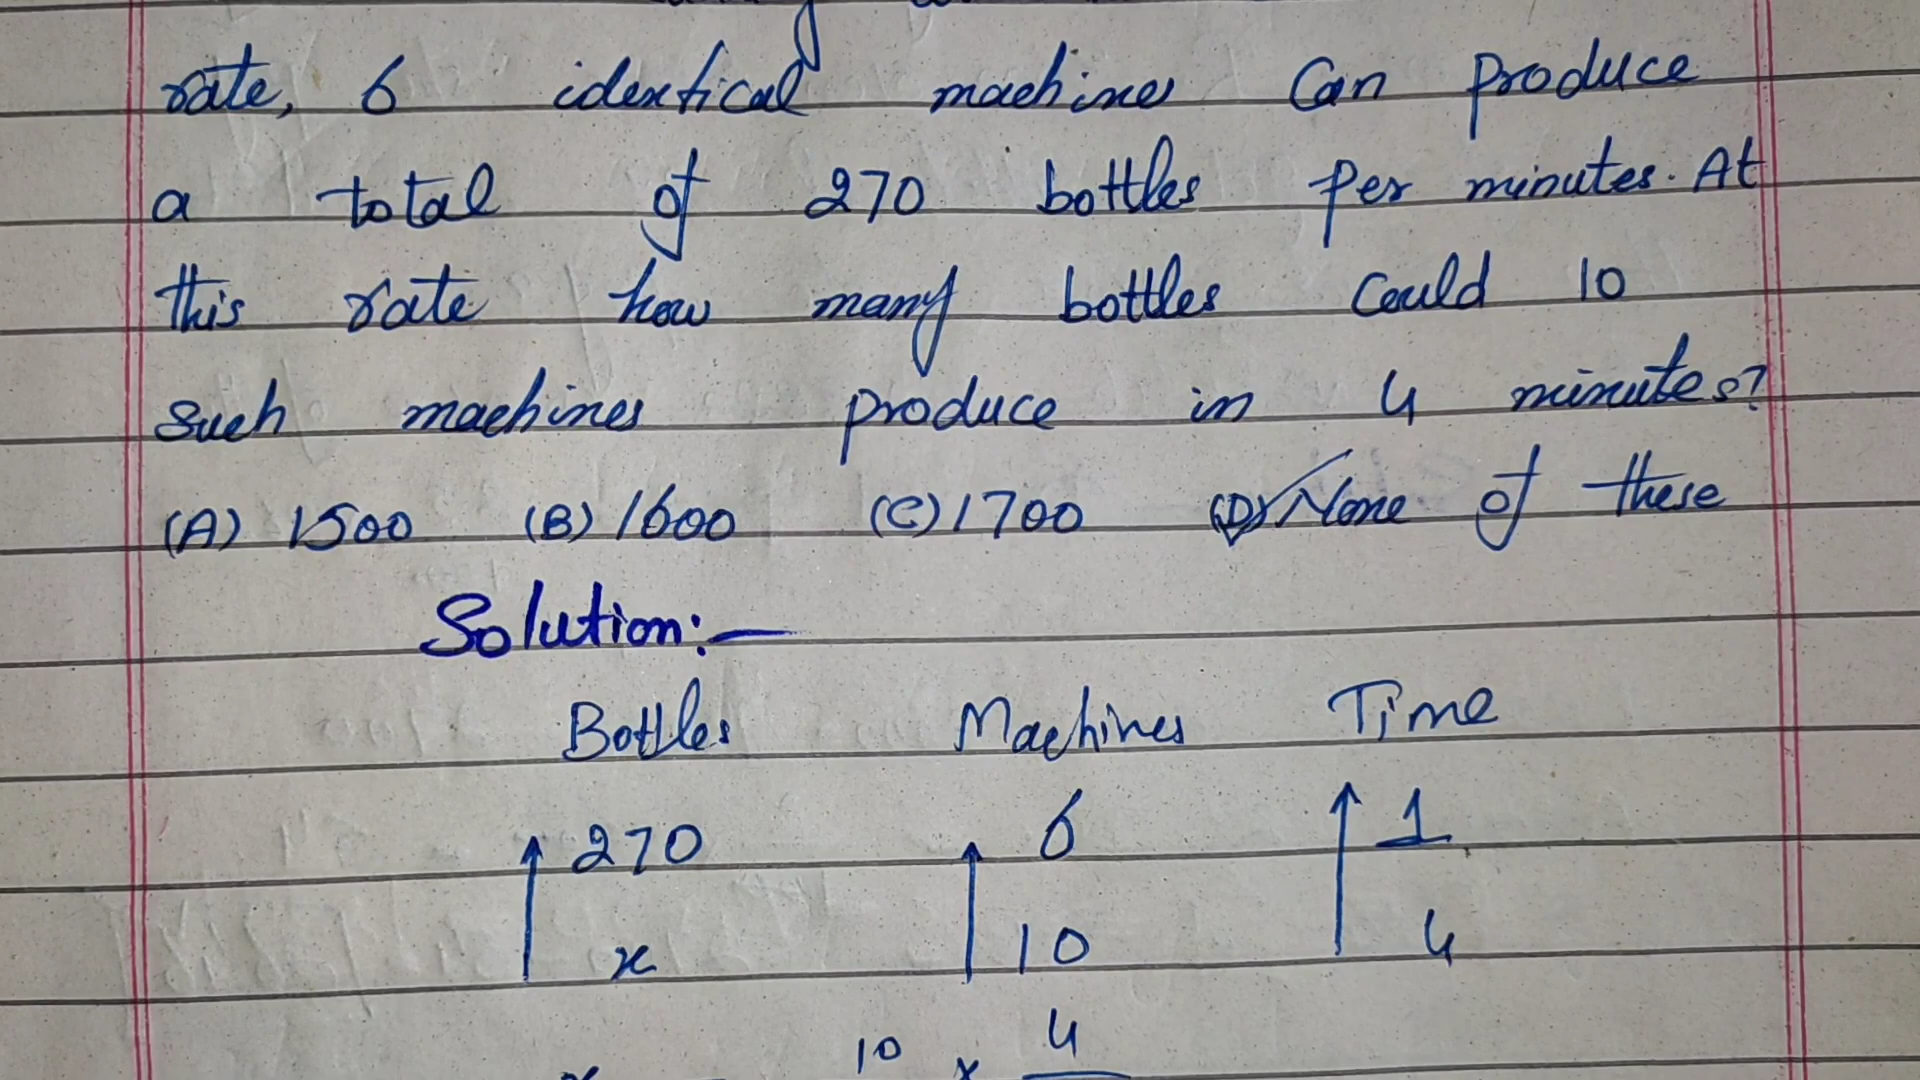 rate, 6 identical machines Can produce
a total of 270 bottles per minutes. At
this rate how many bottles Could 10
such machines produce in 4 minutes?
(A) 1500 (B) 1600 (C) 1700 (D) None of these
Solution:-
Bottles Machines Time
270 6 1
x 10 4
10 x 4